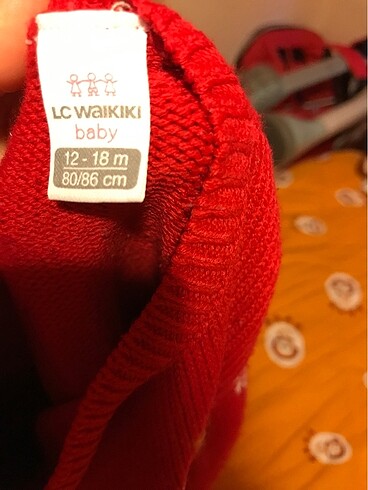 LC WAIKIKI
baby
12 - 18 m
80/86 cm